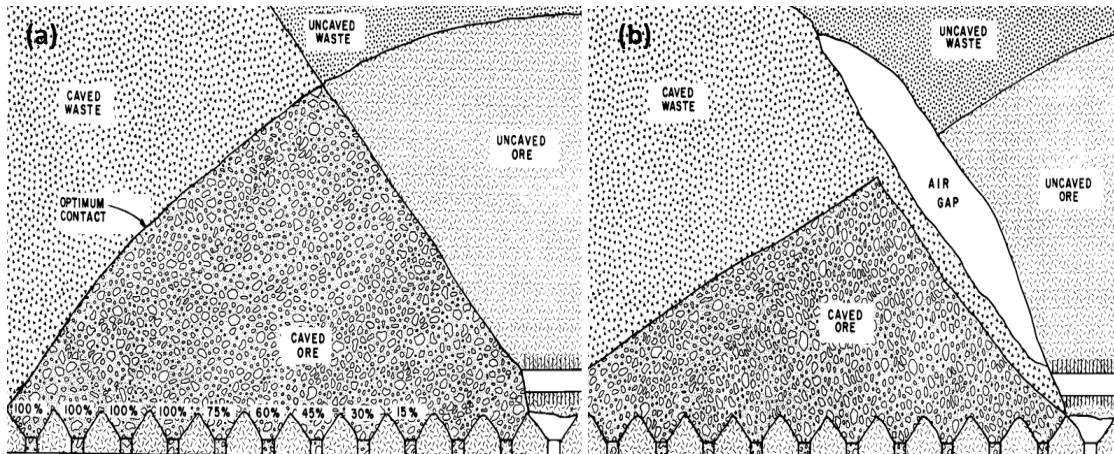 (a)
UNCAVED
WASTE
CAVED
WASTE
UNCAVED
ORE
OPTIMUM
CONTACT
CAVED
ORE
100% 100% 100% 100% 75% 60% 45% 30% 15%
(b)
UNCAVED
WASTE
CAVED
WASTE
AIR
GAP
UNCAVED
ORE
CAVED
ORE